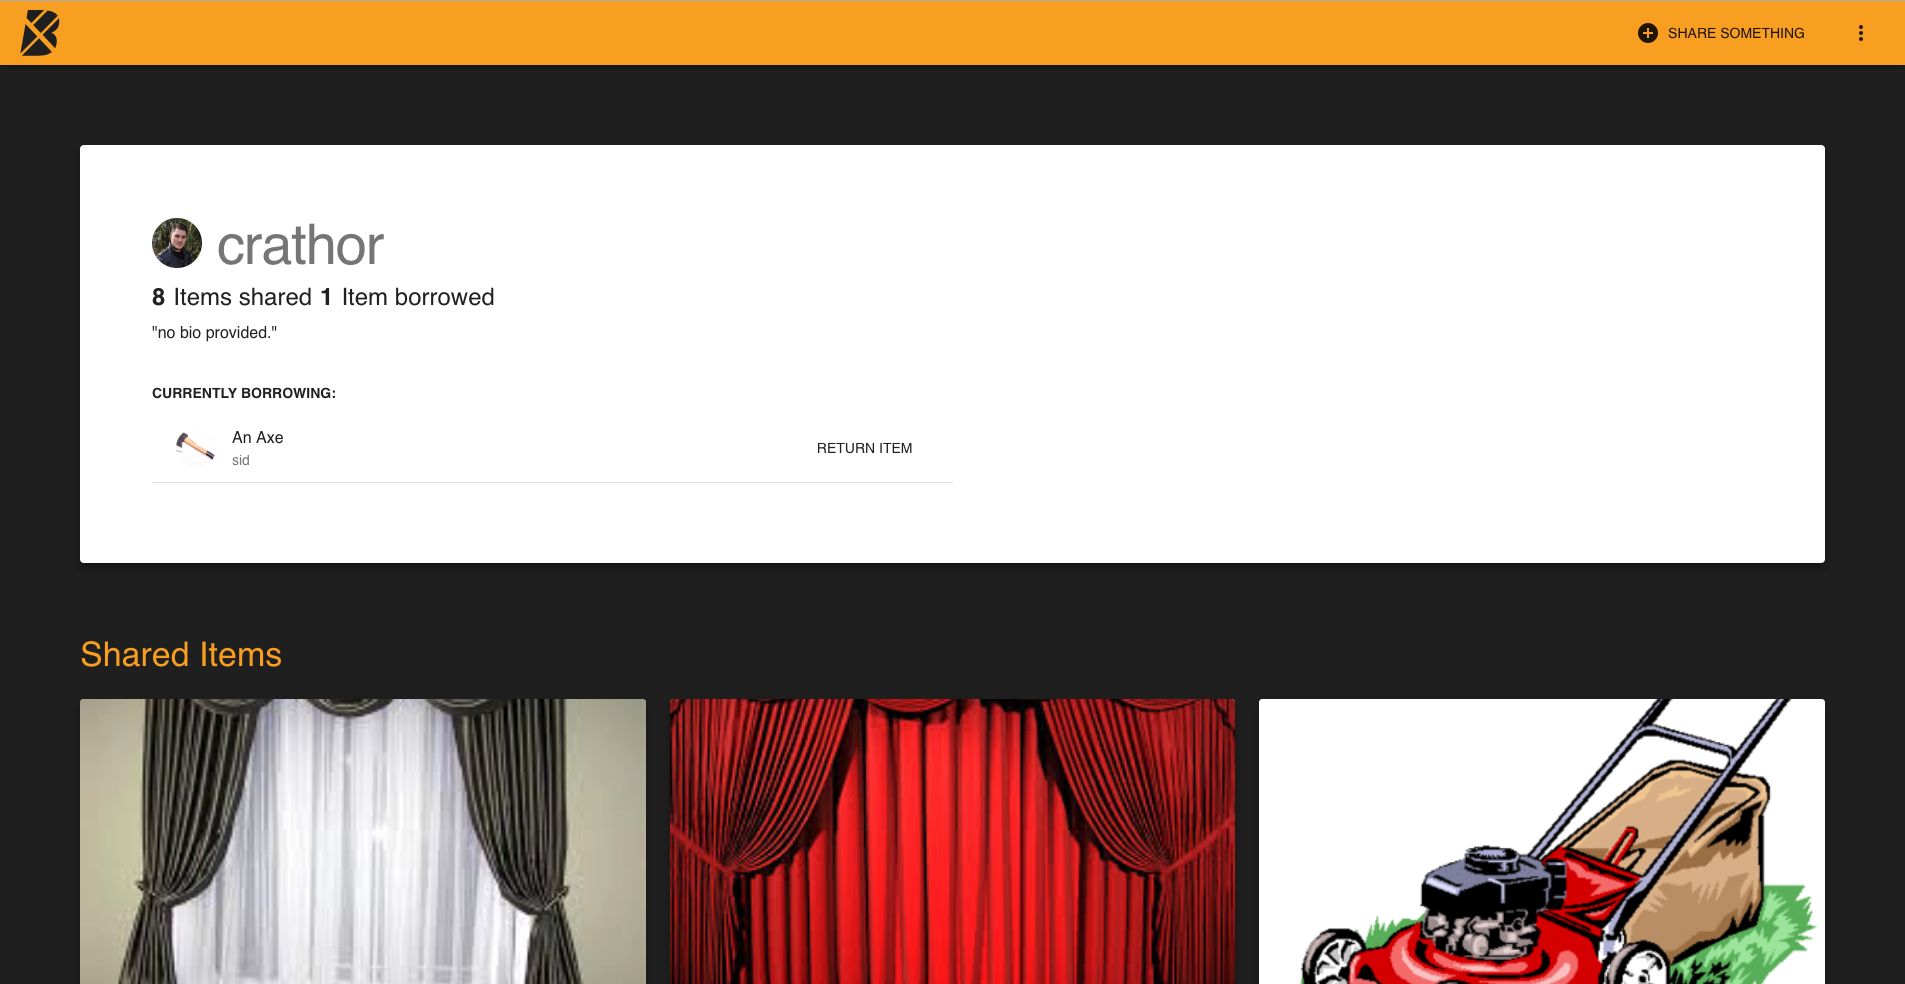 SHARE SOMETHING
crathor
8 Items shared 1 Item borrowed
"no bio provided."
CURRENTLY BORROWING:
An Axe
sid
RETURN ITEM
Shared Items